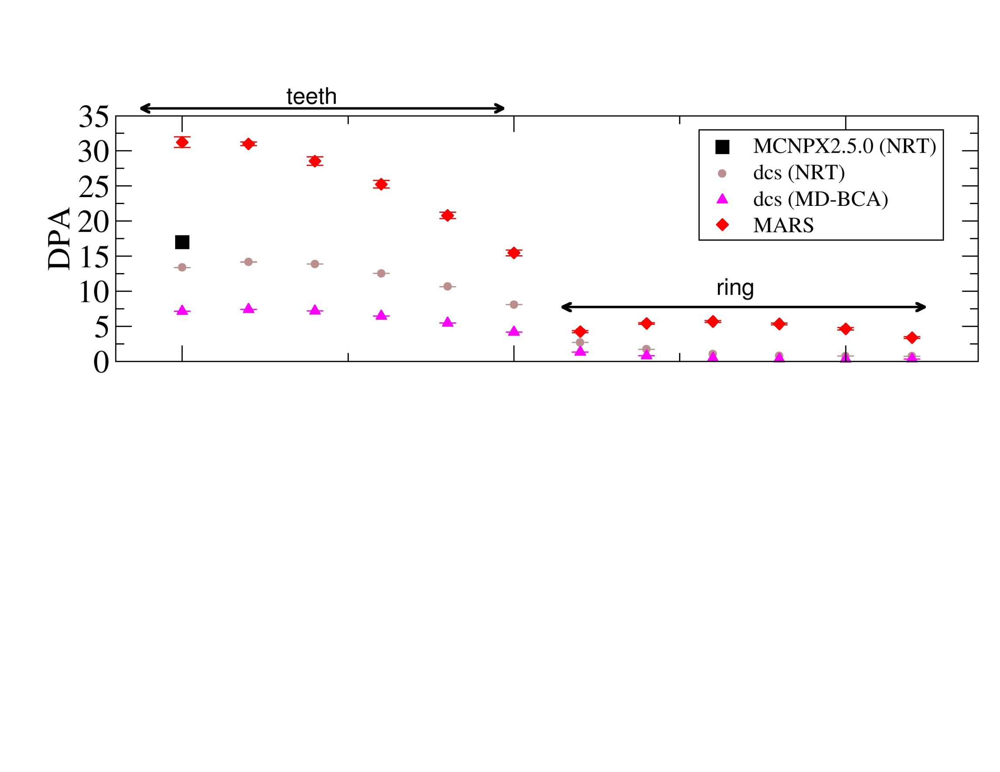 teeth
35
30
25
20
15
10
5
0
DPA
MCNPX2.5.0 (NRT)
dcs (NRT)
dcs (MD-BCA)
MARS
ring